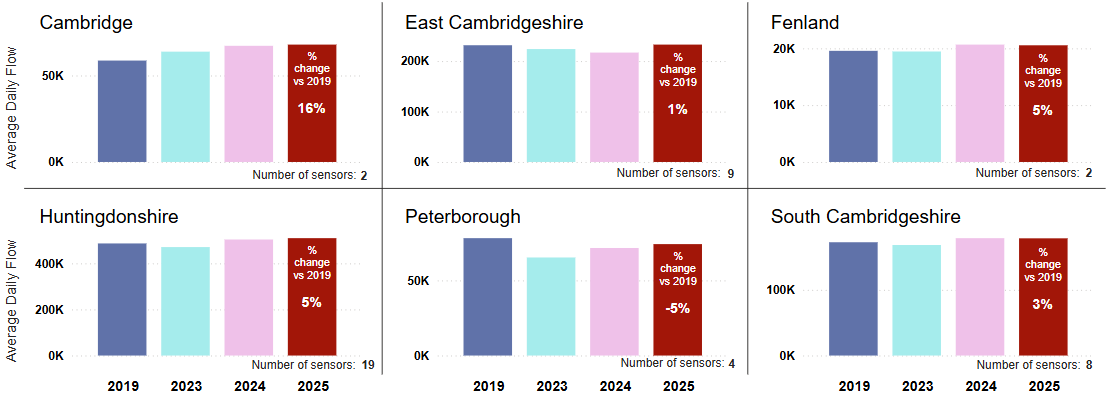 Cambridge
Average Daily Flow
50K
0K
%
change
vs 2019
16%
Number of sensors: 2
East Cambridgeshire
200K
100K
0K
%
change
vs 2019
1%
Number of sensors: 9
Fenland
20K
10K
0K
%
change
vs 2019
5%
Number of sensors: 2
Huntingdonshire
Average Daily Flow
400K
200K
0K
%
change
vs 2019
5%
Number of sensors: 19
2019 2023 2024 2025
Peterborough
50K
0K
%
change
vs 2019
-5%
Number of sensors: 4
2019 2023 2024 2025
South Cambridgeshire
100K
0K
%
change
vs 2019
3%
Number of sensors: 8
2019 2023 2024 2025